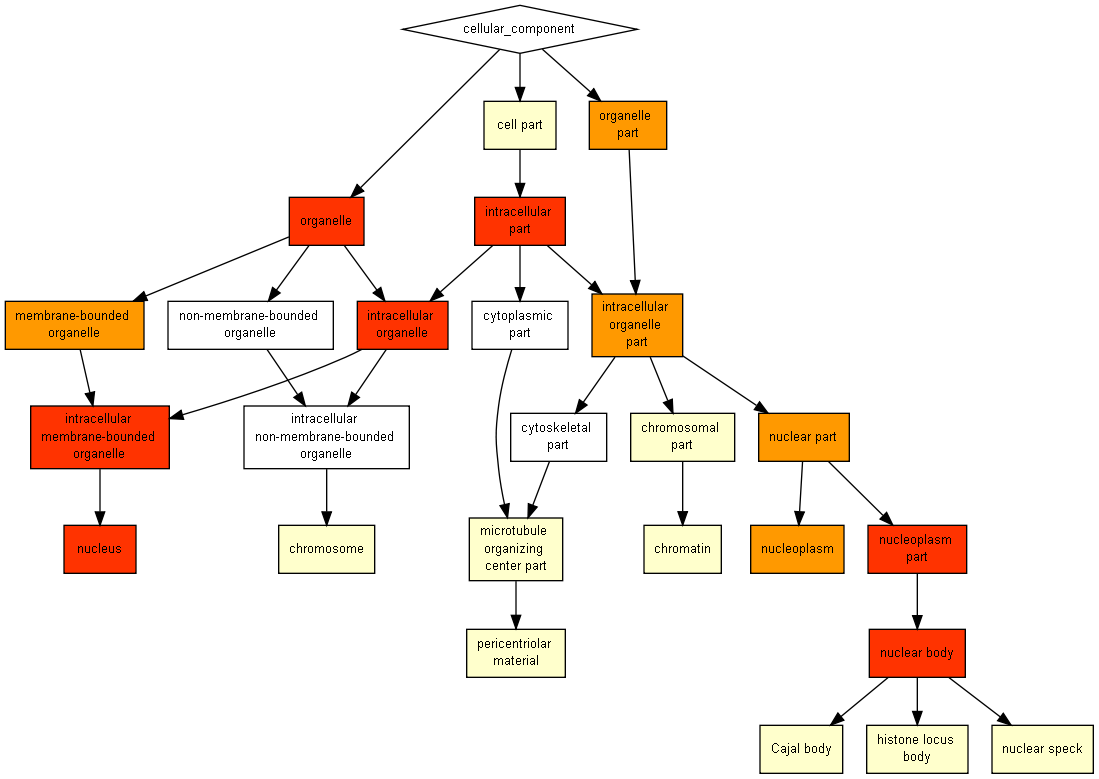 cellular_component
cell part
organelle
part
organelle
intracellular
part
membrane-bounded
organelle
non-membrane-bounded
organelle
intracellular
organelle
cytoplasmic
part
intracellular
organelle
part
intracellular
membrane-bounded
organelle
intracellular
non-membrane-bounded
organelle
cytoskeletal
part
chromosomal
part
nuclear part
nucleus
chromosome
microtubule
organizing
center part
chromatin
nucleoplasm
nucleoplasm
part
pericentriolar
material
nuclear body
Cajal body
histone locus
body
nuclear speck